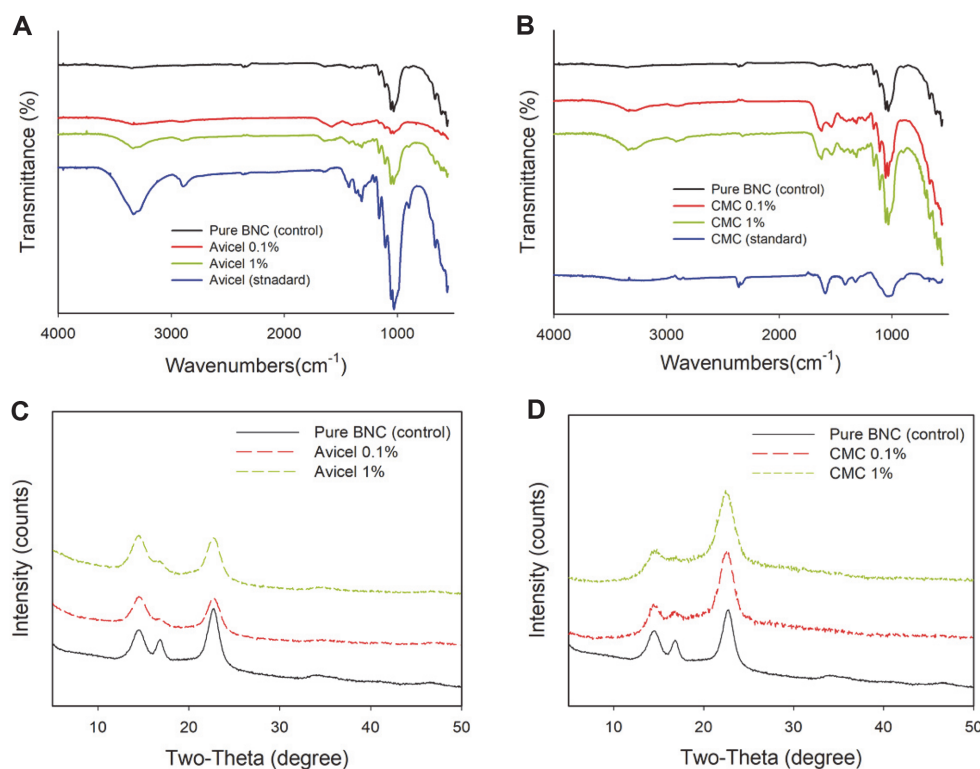 A
Transmittance (%)
Pure BNC (control)
Avicel 0.1%
Avicel 1%
Avicel (stnadard)
4000 3000 2000 1000
Wavenumbers(cm⁻¹)
B
Transmittance (%)
Pure BNC (control)
CMC 0.1%
CMC 1%
CMC (standard)
4000 3000 2000 1000
Wavenumbers(cm⁻¹)
C
Intensity (counts)
Pure BNC (control)
Avicel 0.1%
Avicel 1%
10 20 30 40 50
Two-Theta (degree)
D
Intensity (counts)
Pure BNC (control)
CMC 0.1%
CMC 1%
10 20 30 40 50
Two-Theta (degree)